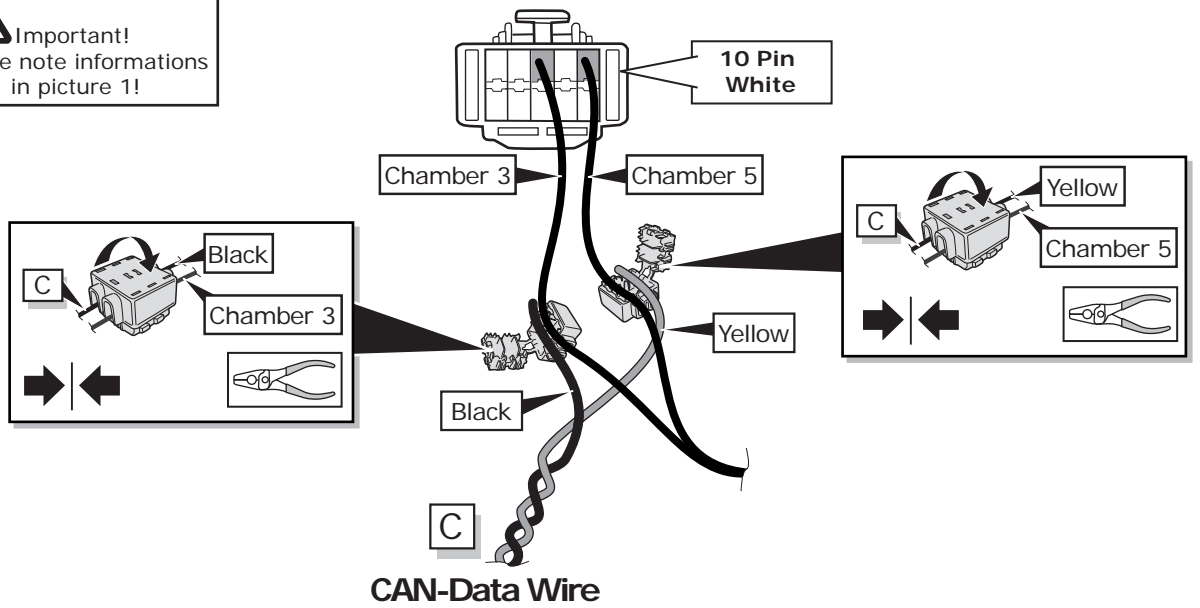 Important!
note informations
in picture 1!
10 Pin
White
Chamber 3
Chamber 5
Black
C
Chamber 3
Yellow
C
Chamber 5
Yellow
Black
C
CAN-Data Wire